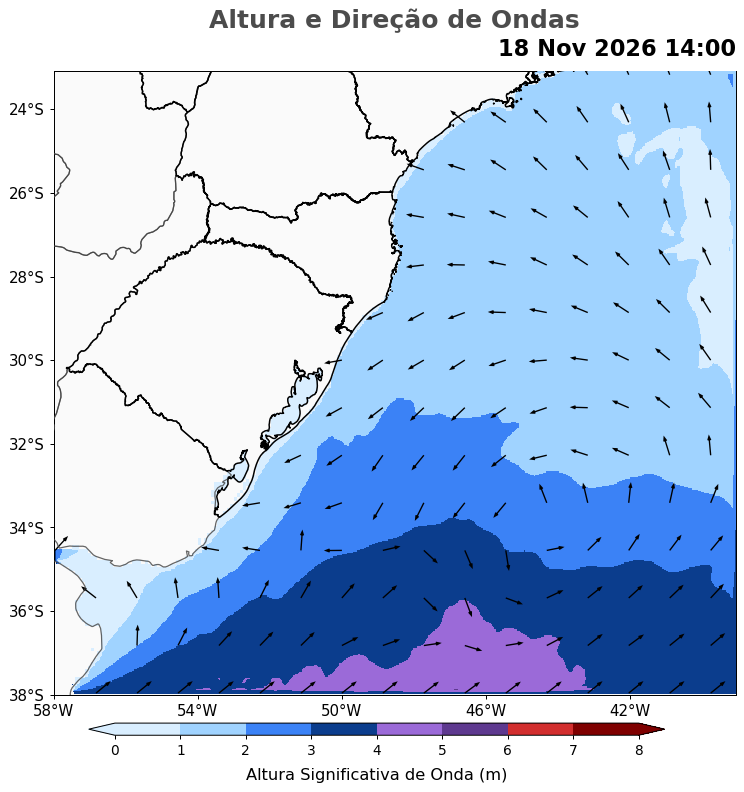 Altura e Direção de Ondas
18 Nov 2026 14:00
24°S
26°S
28°S
30°S
32°S
34°S
36°S
38°S
58°W 54°W 50°W 46°W 42°W
0 1 2 3 4 5 6 7 8
Altura Significativa de Onda (m)